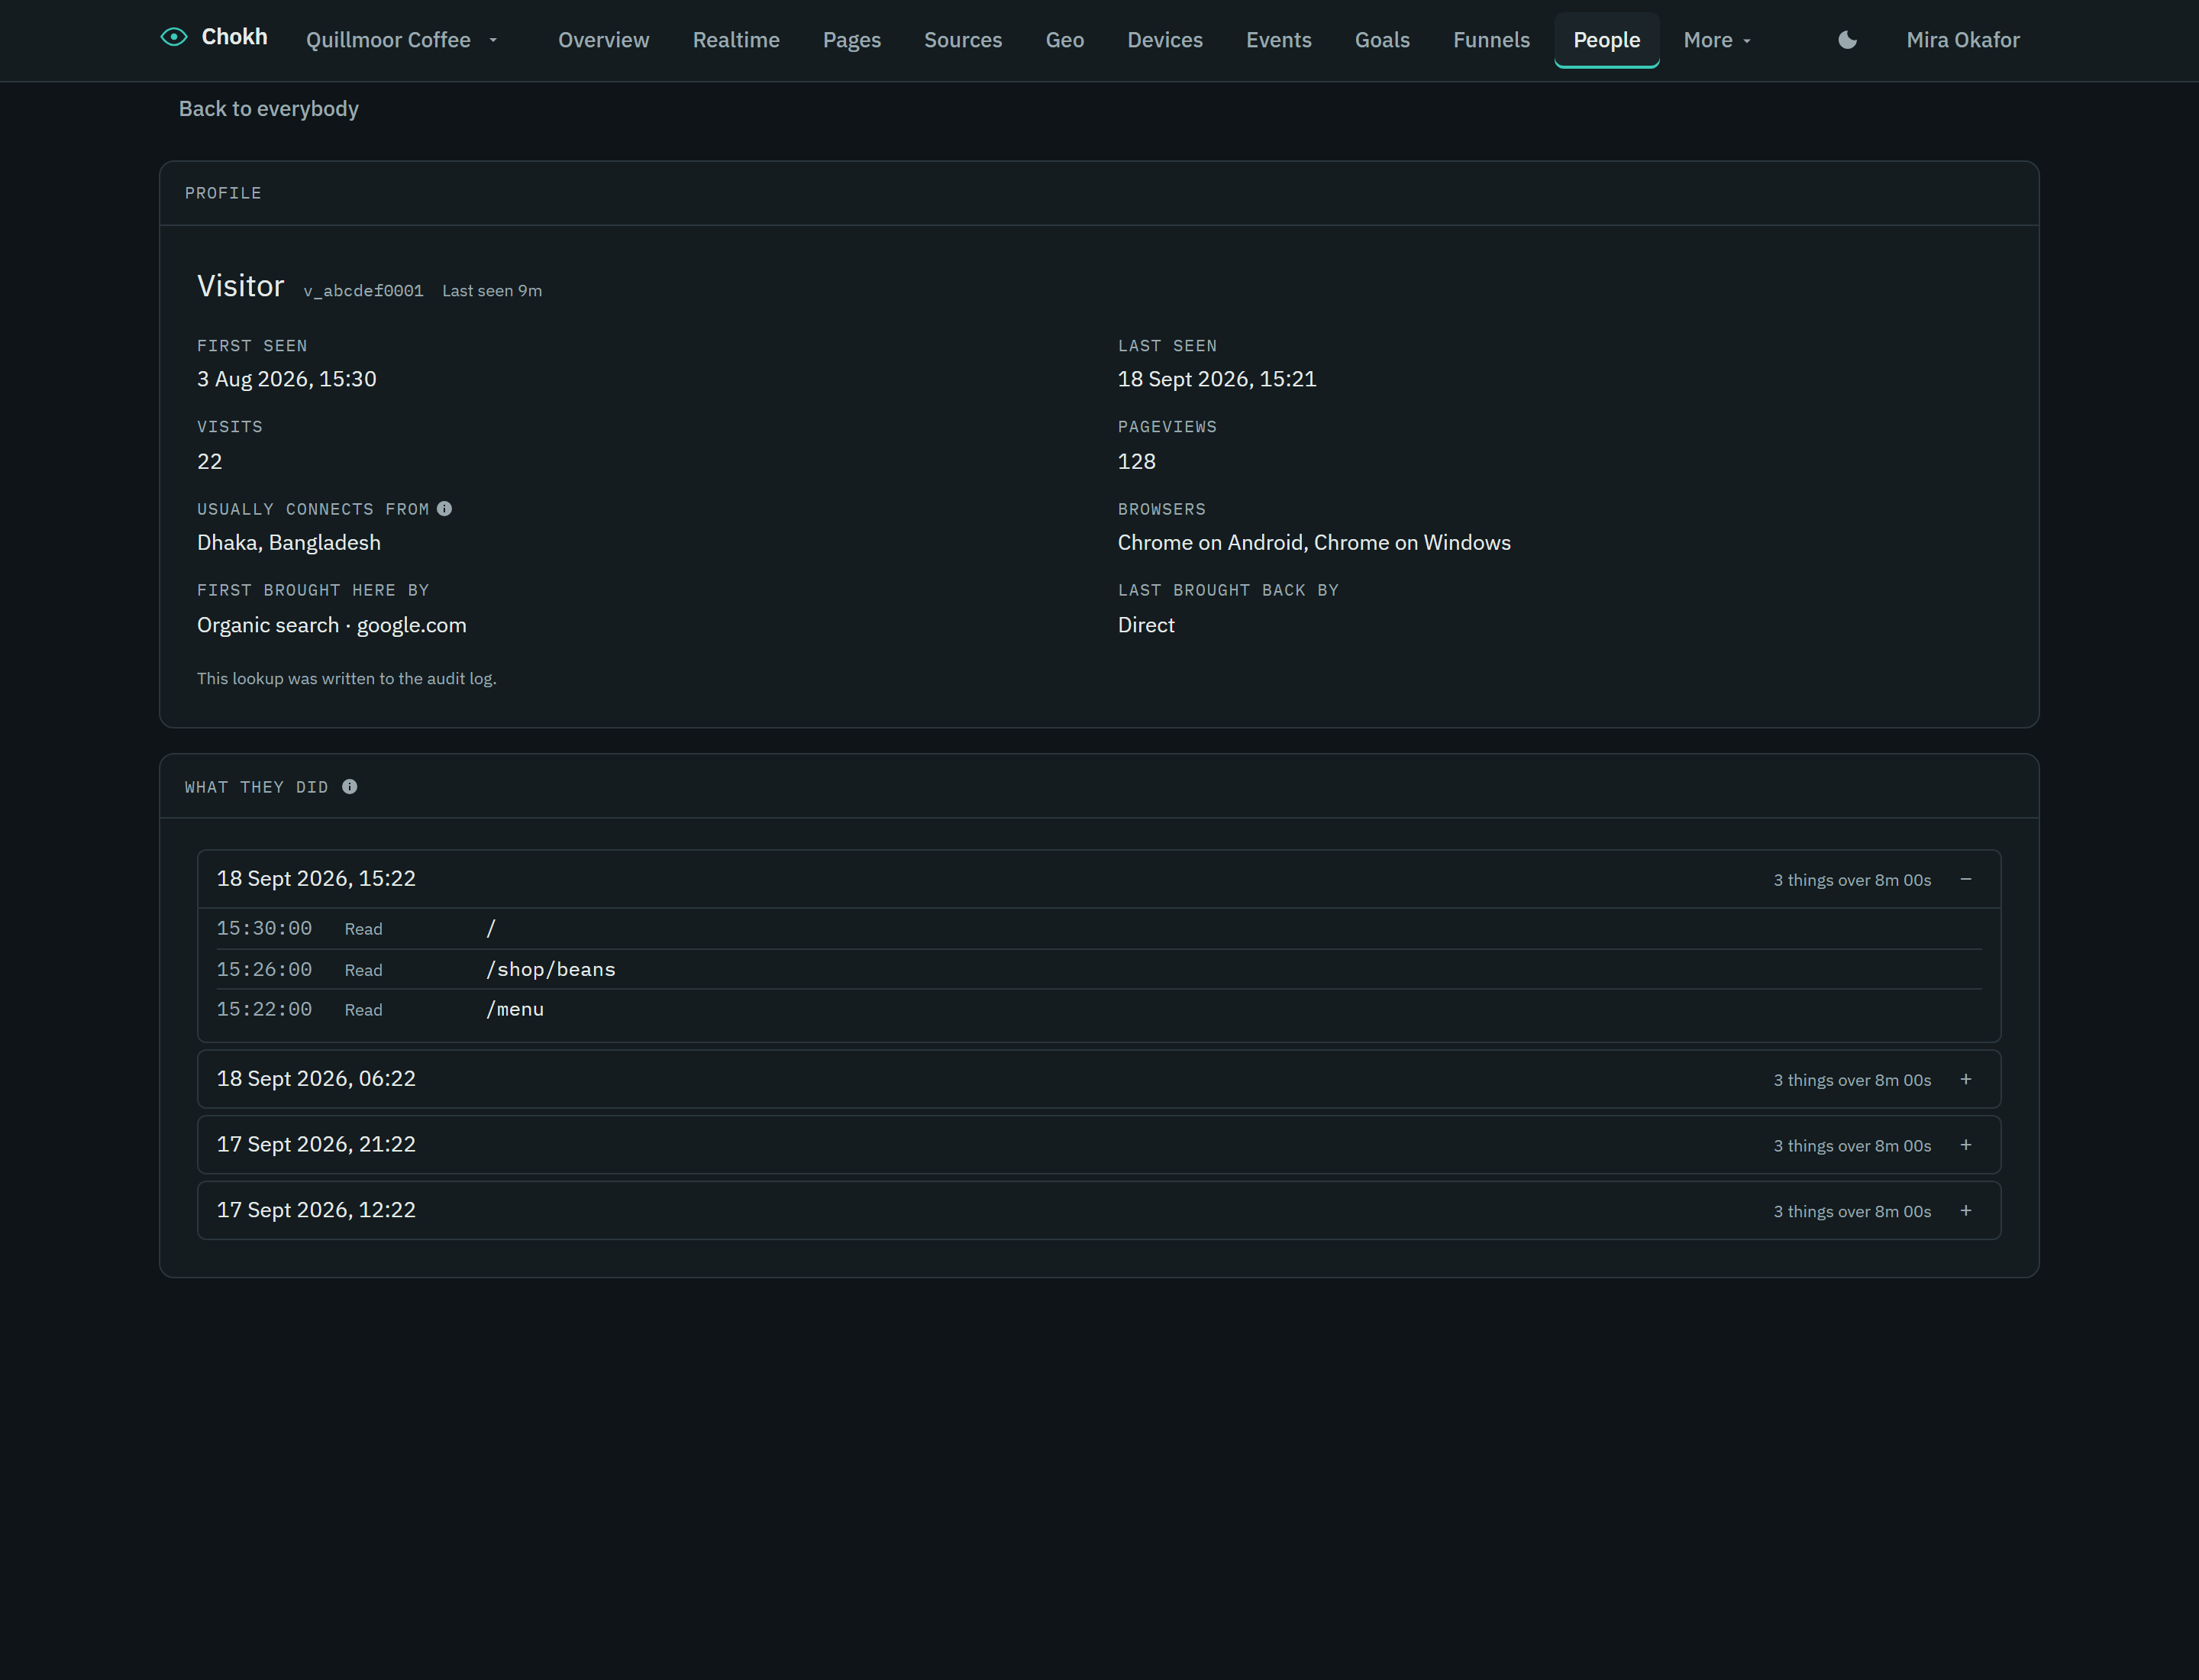 Chokh Quillmoor Coffee Overview Realtime Pages Sources Geo Devices Events Goals Funnels People More Mira Okafor
Back to everybody
PROFILE
Visitor v_abcdef0001 Last seen 9m
FIRST SEEN LAST SEEN
3 Aug 2026, 15:30 18 Sept 2026, 15:21
VISITS PAGEVIEWS
22 128
USUALLY CONNECTS FROM BROWSERS
Dhaka, Bangladesh Chrome on Android, Chrome on Windows
FIRST BROUGHT HERE BY LAST BROUGHT BACK BY
Organic search · google.com Direct
This lookup was written to the audit log.
WHAT THEY DID
18 Sept 2026, 15:22 3 things over 8m 00s −
15:30:00 Read /
15:26:00 Read /shop/beans
15:22:00 Read /menu
18 Sept 2026, 06:22 3 things over 8m 00s +
17 Sept 2026, 21:22 3 things over 8m 00s +
17 Sept 2026, 12:22 3 things over 8m 00s +